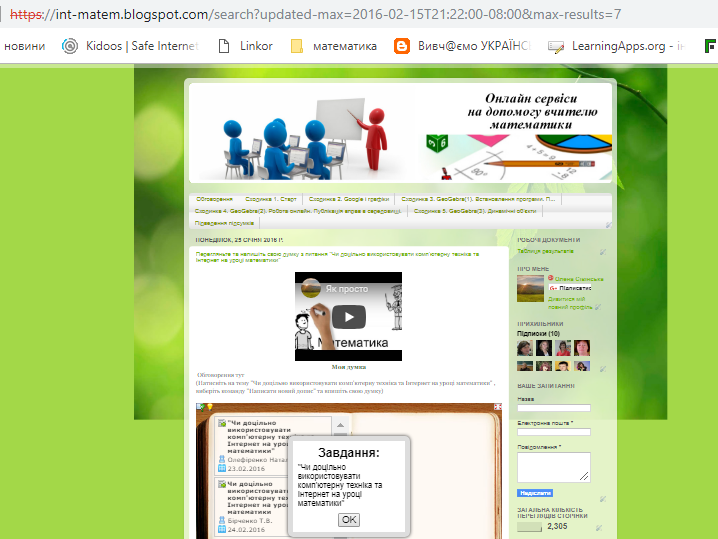 https://int-matem.blogspot.com/search?updated-max=2016-02-15T21:22:00-08:00&max-results=7
новини
Kidoos | Safe Internet
Linkor
математика
Вивч@ємо УКРАЇНС
LearningApps.org - ін
Онлайн сервіси
на допомогу вчителю
математики
Обговорення
Сходинка 1. Старт
Сходинка 2. Google і графіки
Сходинка 3. GeoGebra(1). Встановлення програми. П...
Сходинка 4. GeoGebra(2). Робота онлайн. Публікація вправ в середовищі.
Сходинка 5. GeoGebra(3). Динамічні об'єкти
Підведення підсумків
ПОНЕДІЛОК, 25 СІЧНЯ 2016 Р.
Перегляньте та напишіть свою думку з питання "Чи доцільно використовувати комп'ютерну техніка та
Інтернет на уроці математики"
Як просто
Математика
Моя думка
Обговорення тут
(Натисніть на тему "Чи доцільно використовувати комп'ютерну техніка та Інтернет на уроці математики" ,
виберіть команду "Написати новий допис" та впишіть свою думку)
"Чи доцільно
використовувати
комп'ютерну техніка та
Інтернет на уроці
математики"
Олефіренко Натал
23.02.2016
"Чи доцільно
використовувати
комп'
Інтернет на уроці
математики
Бірченко Т.В.
24.02.2016
Завдання:
"Чи доцільно
використовувати
комп'ютерну техніка та
Інтернет на уроці
математики"
OK
РОБОЧІ ДОКУМЕНТИ
Таблиця результатів
ПРО МЕНЕ
Олена Сікінська
G+ Підписатис
Дивитися мій
повний профіль
ПРИХИЛЬНИКИ
Підписки (10)
ВАШЕ ЗАПИТАННЯ
Назва
Електронна пошта *
Повідомлення *
Надіслати
ЗАГАЛЬНА КІЛЬКІСТЬ
ПЕРЕГЛЯДІВ СТОРІНКИ
2,305